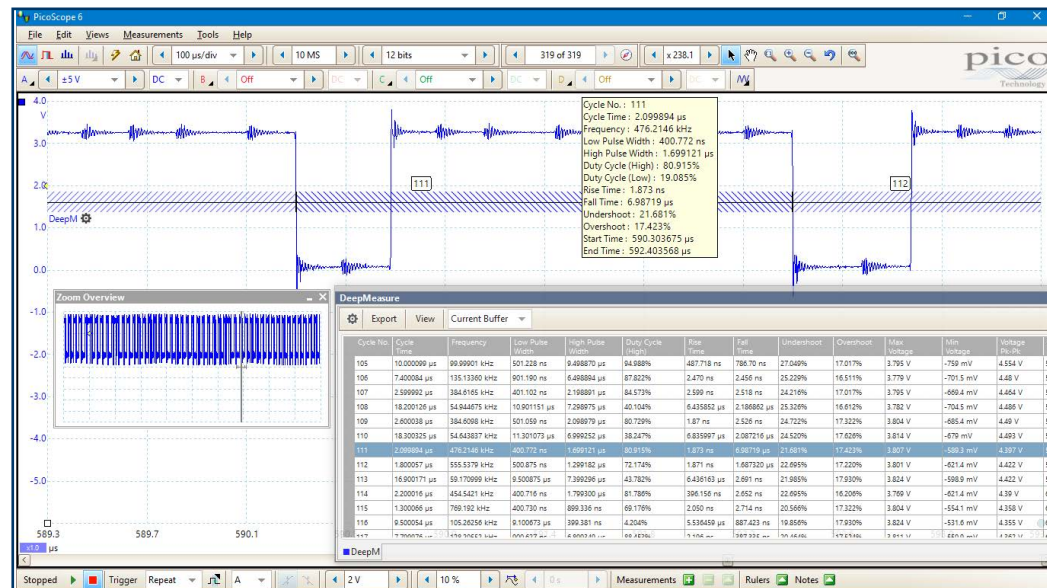 PicoScope 6
File Edit Views Measurements Tools Help
100 µs/div 10 MS 12 bits 319 of 319 x 238.1
pico
Technology
A ±5 V DC B Off DC C Off DC D Off DC
4.0
V
3.0
2.0
1.0
0.0
-1.0
-2.0
-3.0
-4.0
-5.0
DeepM
111
112
Cycle No. : 111
Cycle Time : 2.099894 µs
Frequency : 476.2146 kHz
Low Pulse Width : 400.772 ns
High Pulse Width : 1.699121 µs
Duty Cycle (High) : 80.915%
Duty Cycle (Low) : 19.085%
Rise Time : 1.873 ns
Fall Time : 6.98719 µs
Undershoot : 21.681%
Overshoot : 17.423%
Start Time : 590.303675 µs
End Time : 592.403568 µs
Zoom Overview
DeepMeasure
Export View Current Buffer
Cycle No. Cycle Time Frequency Low Pulse Width High Pulse Width Duty Cycle (High) Rise Time Fall Time Undershoot Overshoot Max Voltage Min Voltage Voltage Pk-Pk
105 10.000099 µs 99.99901 kHz 501.228 ns 9.498870 µs 94.988% 487.718 ns 786.70 ns 27.049% 17.017% 3.795 V -759 mV 4.554 V
106 7.400084 µs 135.13360 kHz 901.190 ns 6.498894 µs 87.822% 2.470 ns 2.456 ns 25.229% 16.511% 3.779 V -701.5 mV 4.48 V
107 2.599992 µs 384.6165 kHz 401.102 ns 2.198891 µs 84.573% 2.599 ns 2.518 ns 24.216% 17.017% 3.795 V -669.4 mV 4.464 V
108 18.200126 µs 54.944675 kHz 10.901151 µs 7.298975 µs 40.104% 6.435852 µs 2.186862 µs 25.326% 16.612% 3.782 V -704.5 mV 4.486 V
109 2.600038 µs 384.6098 kHz 501.059 ns 2.098979 µs 80.729% 1.87 ns 2.526 ns 24.722% 17.322% 3.804 V -685.4 mV 4.49 V
110 18.300325 µs 54.643837 kHz 11.301073 µs 6.999252 µs 38.247% 6.835997 µs 2.087216 µs 24.520% 17.626% 3.814 V -679 mV 4.493 V
111 2.099894 µs 476.2146 kHz 400.772 ns 1.699121 µs 80.915% 1.873 ns 6.98719 µs 21.681% 17.423% 3.807 V -589.3 mV 4.397 V
112 1.800057 µs 555.5379 kHz 500.875 ns 1.299182 µs 72.174% 1.871 ns 1.687320 µs 22.695% 17.220% 3.801 V -621.4 mV 4.422 V
113 16.900171 µs 59.170999 kHz 9.500875 µs 7.399296 µs 43.782% 6.436163 µs 2.691 ns 21.985% 17.930% 3.824 V -598.9 mV 4.422 V
114 2.200016 µs 454.5421 kHz 400.716 ns 1.799300 µs 81.786% 396.156 ns 2.652 ns 22.695% 16.206% 3.769 V -621.4 mV 4.39 V
115 1.300066 µs 769.192 kHz 400.730 ns 899.336 ns 69.176% 2.050 ns 2.714 ns 20.566% 17.322% 3.804 V -554.1 mV 4.358 V
116 9.500054 µs 105.26256 kHz 9.100673 µs 399.381 ns 4.204% 5.536459 µs 887.423 ns 19.856% 17.930% 3.824 V -531.6 mV 4.355 V
117
DeepM
589.3 589.7 590.1
x1.0 µs
Stopped Trigger Repeat A 2 V 10 % 0 s Measurements Rulers Notes